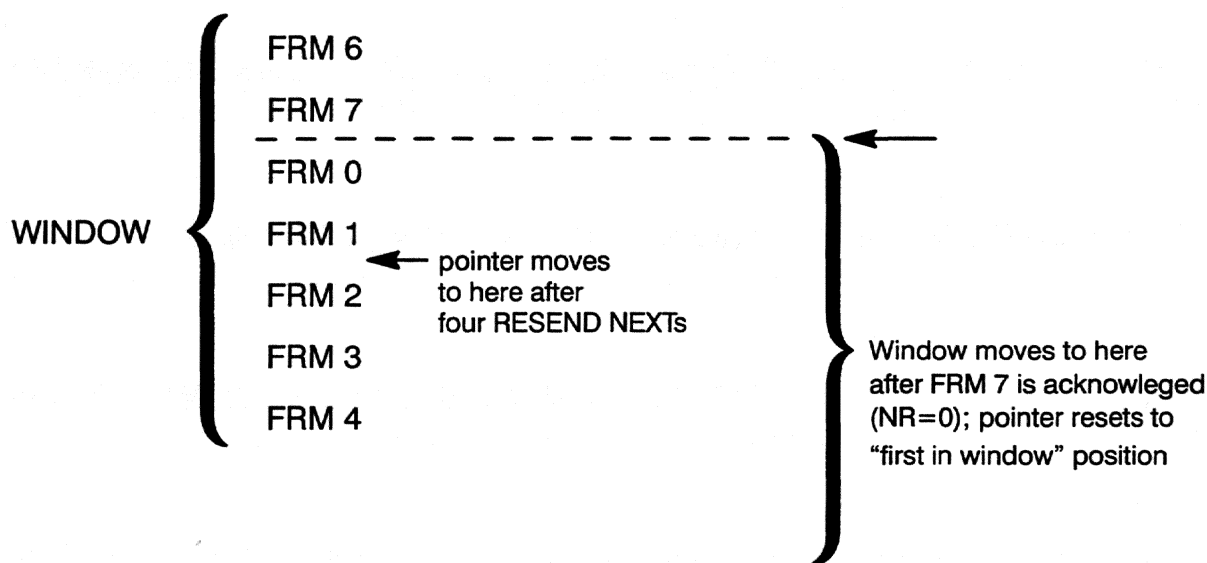 FRM 6
FRM 7
FRM 0
WINDOW
FRM 1
pointer moves
to here after
four RESEND NEXTs
FRM 2
FRM 3
FRM 4
Window moves to here
after FRM 7 is acknowleged
(NR=0); pointer resets to
“first in window” position